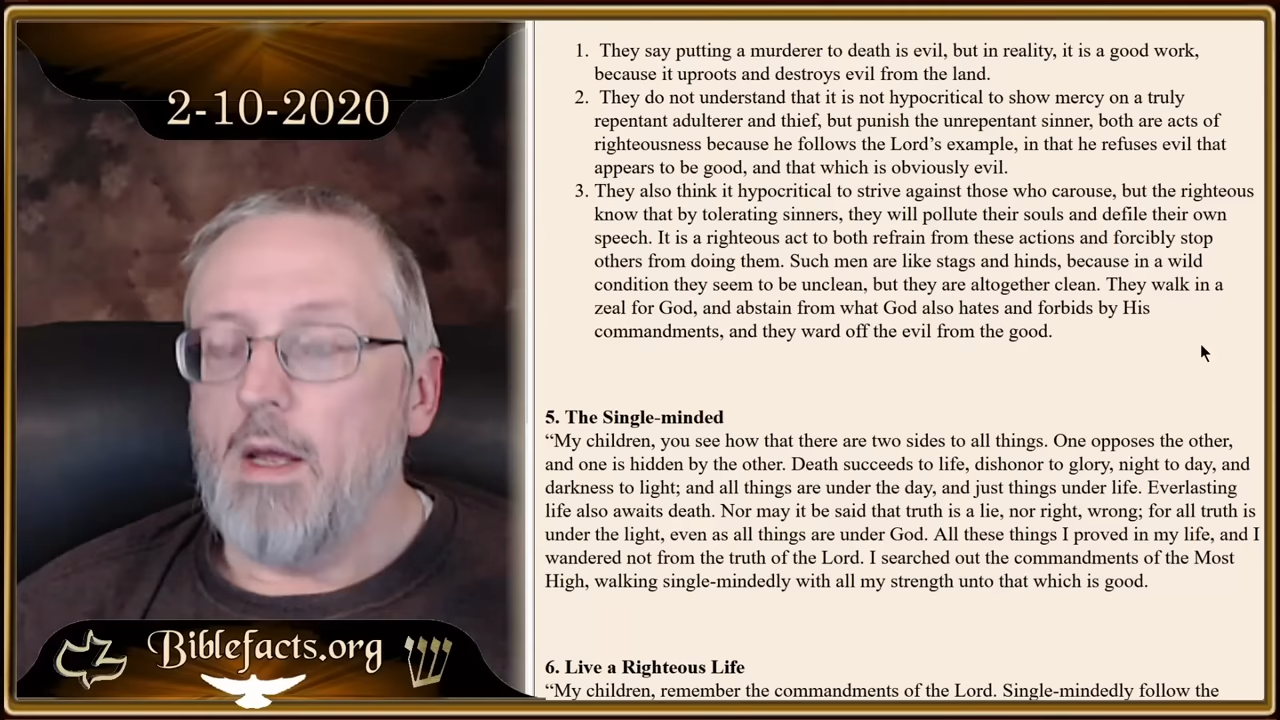 2-10-2020
Biblefacts.org
1. They say putting a murderer to death is evil, but in reality, it is a good work,
because it uproots and destroys evil from the land.
2. They do not understand that it is not hypocritical to show mercy on a truly
repentant adulterer and thief, but punish the unrepentant sinner, both are acts of
righteousness because he follows the Lord’s example, in that he refuses evil that
appears to be good, and that which is obviously evil.
3. They also think it hypocritical to strive against those who carouse, but the righteous
know that by tolerating sinners, they will pollute their souls and defile their own
speech. It is a righteous act to both refrain from these actions and forcibly stop
others from doing them. Such men are like stags and hinds, because in a wild
condition they seem to be unclean, but they are altogether clean. They walk in a
zeal for God, and abstain from what God also hates and forbids by His
commandments, and they ward off the evil from the good.
5. The Single-minded
“My children, you see how that there are two sides to all things. One opposes the other,
and one is hidden by the other. Death succeeds to life, dishonor to glory, night to day, and
darkness to light; and all things are under the day, and just things under life. Everlasting
life also awaits death. Nor may it be said that truth is a lie, nor right, wrong; for all truth is
under the light, even as all things are under God. All these things I proved in my life, and I
wandered not from the truth of the Lord. I searched out the commandments of the Most
High, walking single-mindedly with all my strength unto that which is good.
6. Live a Righteous Life
“My children, remember the commandments of the Lord. Single-mindedly follow the